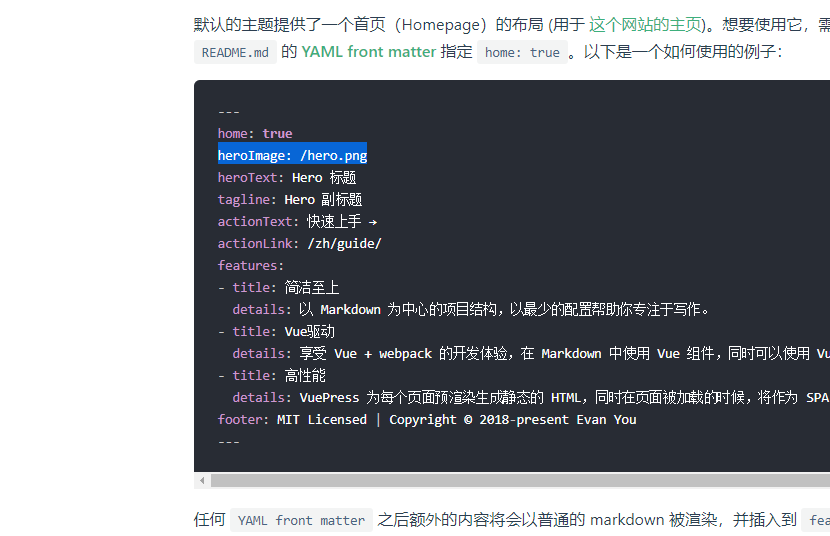 默认的主题提供了一个首页（Homepage）的布局 (用于 这个网站的主页)。想要使用它，需
README.md 的 YAML front matter 指定 home: true 。以下是一个如何使用的例子：
---
home: true
heroImage: /hero.png
heroText: Hero 标题
tagline: Hero 副标题
actionText: 快速上手 →
actionLink: /zh/guide/
features:
- title: 简洁至上
  details: 以 Markdown 为中心的项目结构，以最少的配置帮助你专注于写作。
- title: Vue驱动
  details: 享受 Vue + webpack 的开发体验，在 Markdown 中使用 Vue 组件，同时可以使用 Vu
- title: 高性能
  details: VuePress 为每个页面预渲染生成静态的 HTML，同时在页面被加载的时候，将作为 SPA
footer: MIT Licensed | Copyright © 2018-present Evan You
---
任何 YAML front matter 之后额外的内容将会以普通的 markdown 被渲染，并插入到 fea